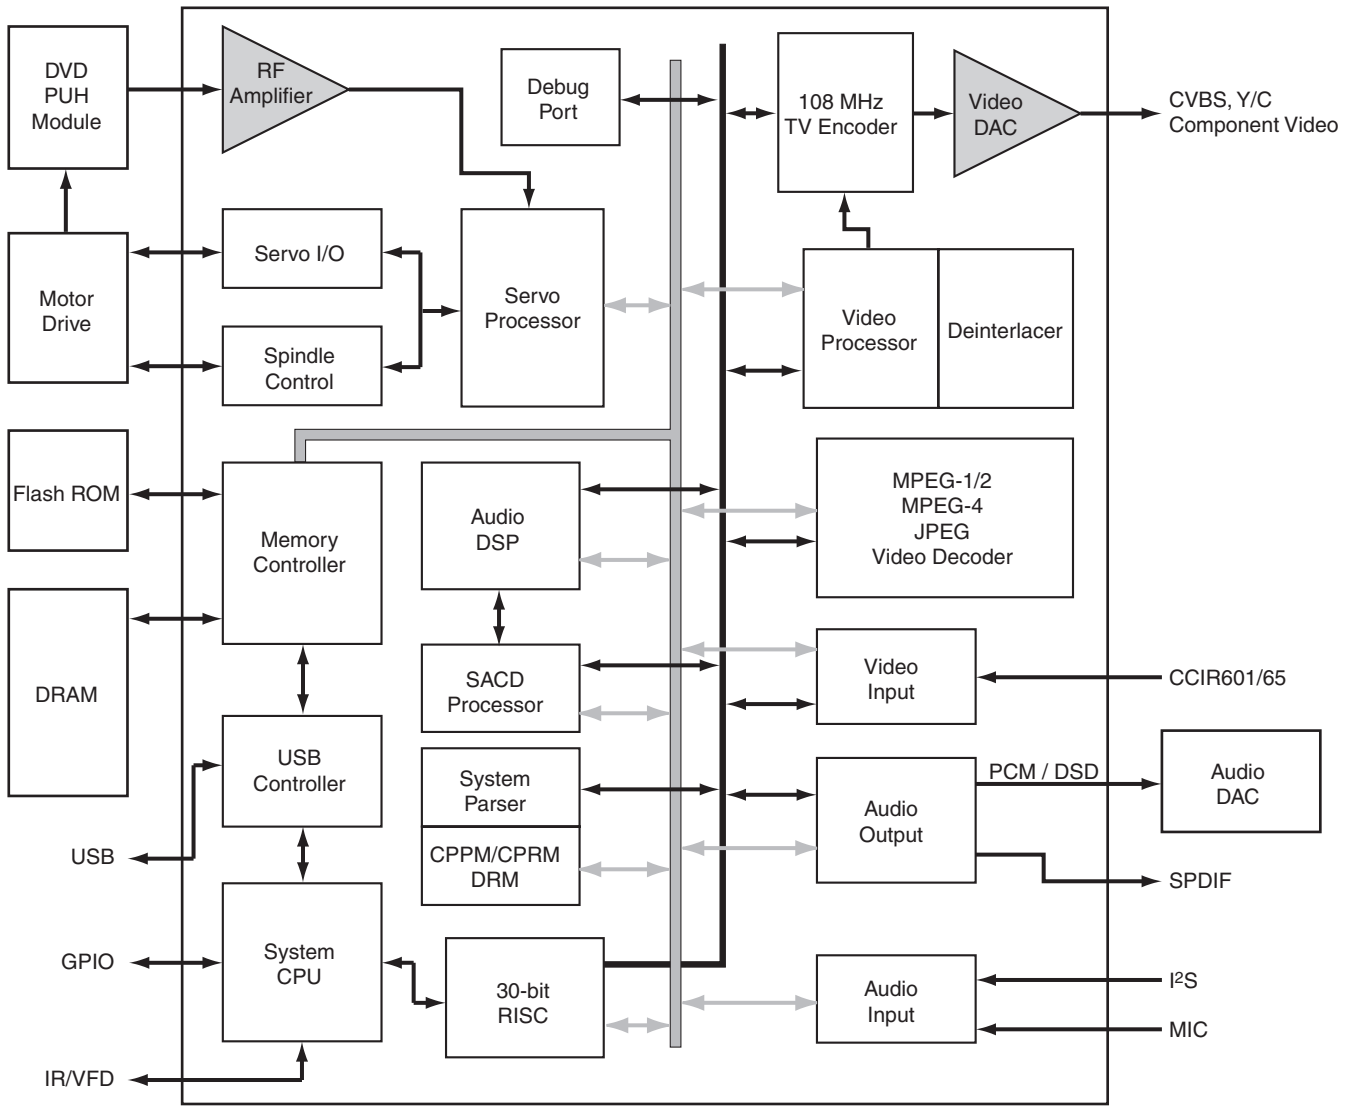 DVD
PUH
Module
RF
Amplifier
Debug
Port
108 MHz
TV Encoder
Video
DAC
CVBS, Y/C
Component Video
Motor
Drive
Servo I/O
Spindle
Control
Servo
Processor
Video
Processor
Deinterlacer
Flash ROM
Memory
Controller
Audio
DSP
MPEG-1/2
MPEG-4
JPEG
Video Decoder
DRAM
SACD
Processor
Video
Input
CCIR601/65
USB
Controller
System
Parser
CPPM/CPRM
DRM
Audio
Output
PCM / DSD
Audio
DAC
USB
SPDIF
GPIO
System
CPU
30-bit
RISC
Audio
Input
I²S
MIC
IR/VFD